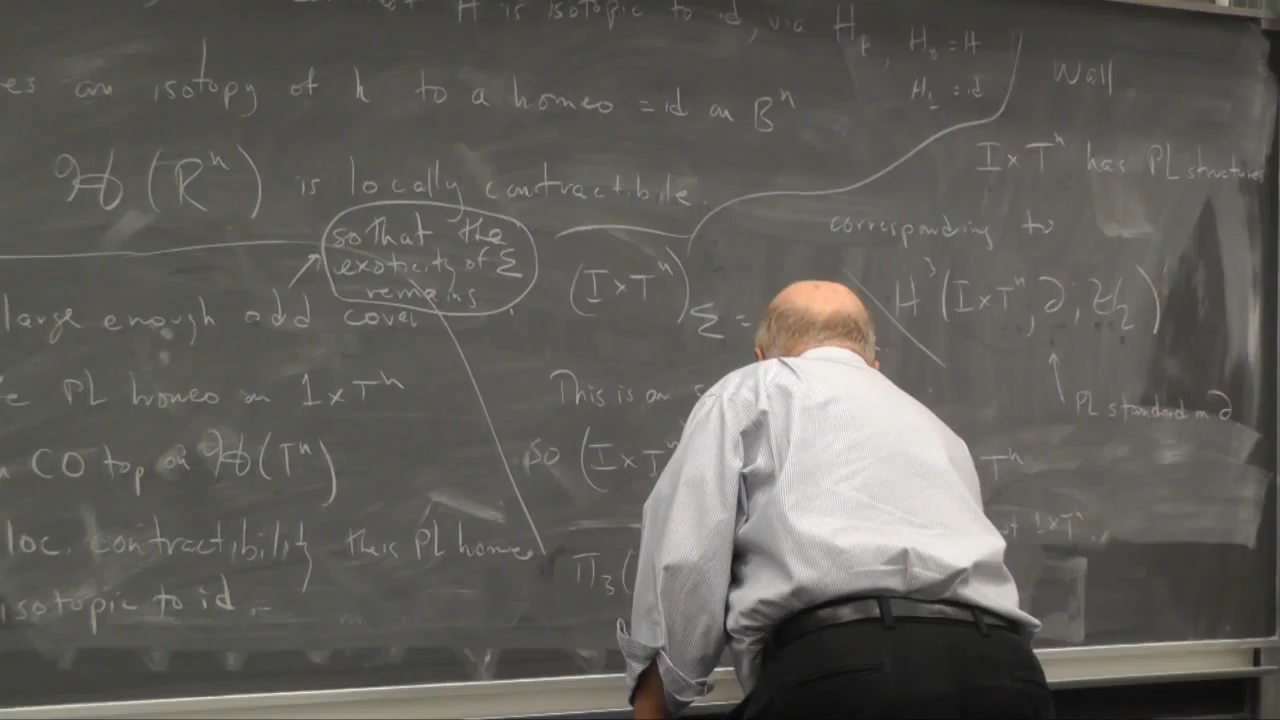 H is isotopic to id, via H_t, H_0 = H
H_1 = id
es an isotopy of h to a homeo = id on B^n
ℋ(R^n) is locally contractibile.
so that the
exoticity of Σ
remains.
large enough odd cover
PL homeo on 1×T^n
CO top on ℋ(T^n)
loc. contractibility this PL homeo
isotopic to id.
Wall
I×T^n has PL structures
corresponding to
(I×T^n)_Σ = H^3(I×T^n, ∂; Z_2)
PL standard on ∂
This is an
so (I×T^n T^n
I×T^n.
π_3(